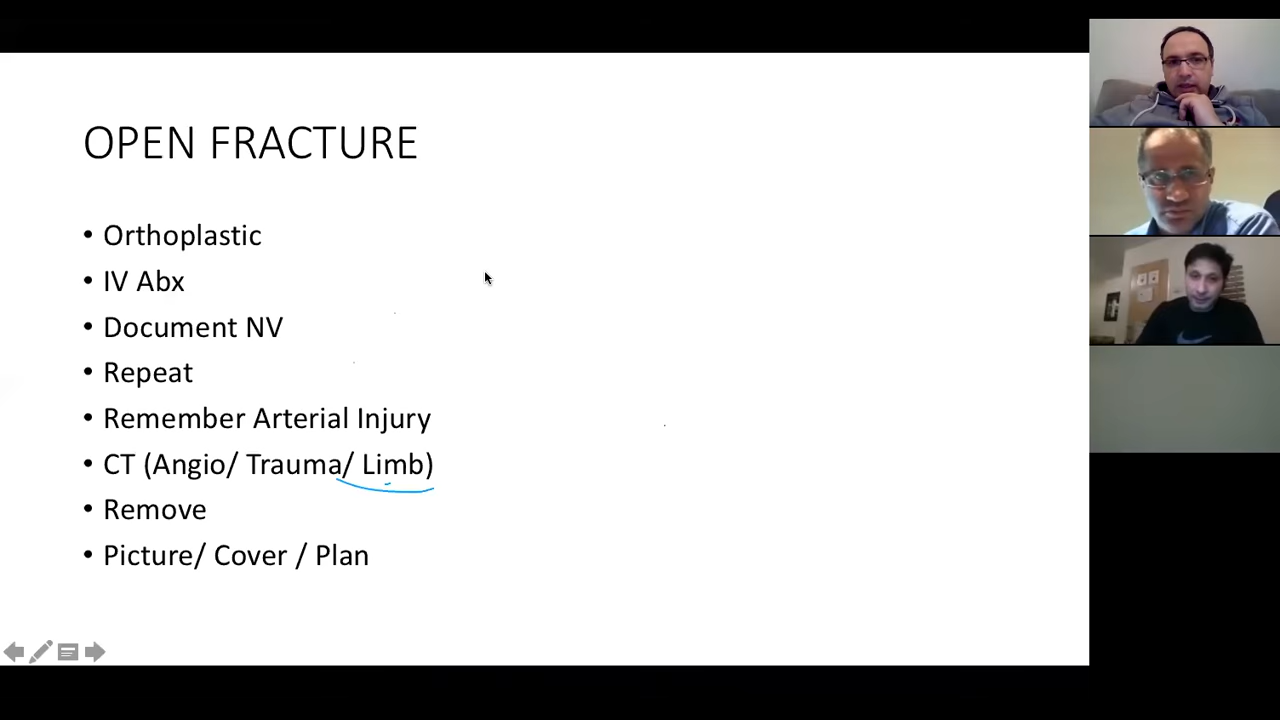 OPEN FRACTURE
• Orthoplastic
• IV Abx
• Document NV
• Repeat
• Remember Arterial Injury
• CT (Angio/ Trauma/ Limb)
• Remove
• Picture/ Cover / Plan